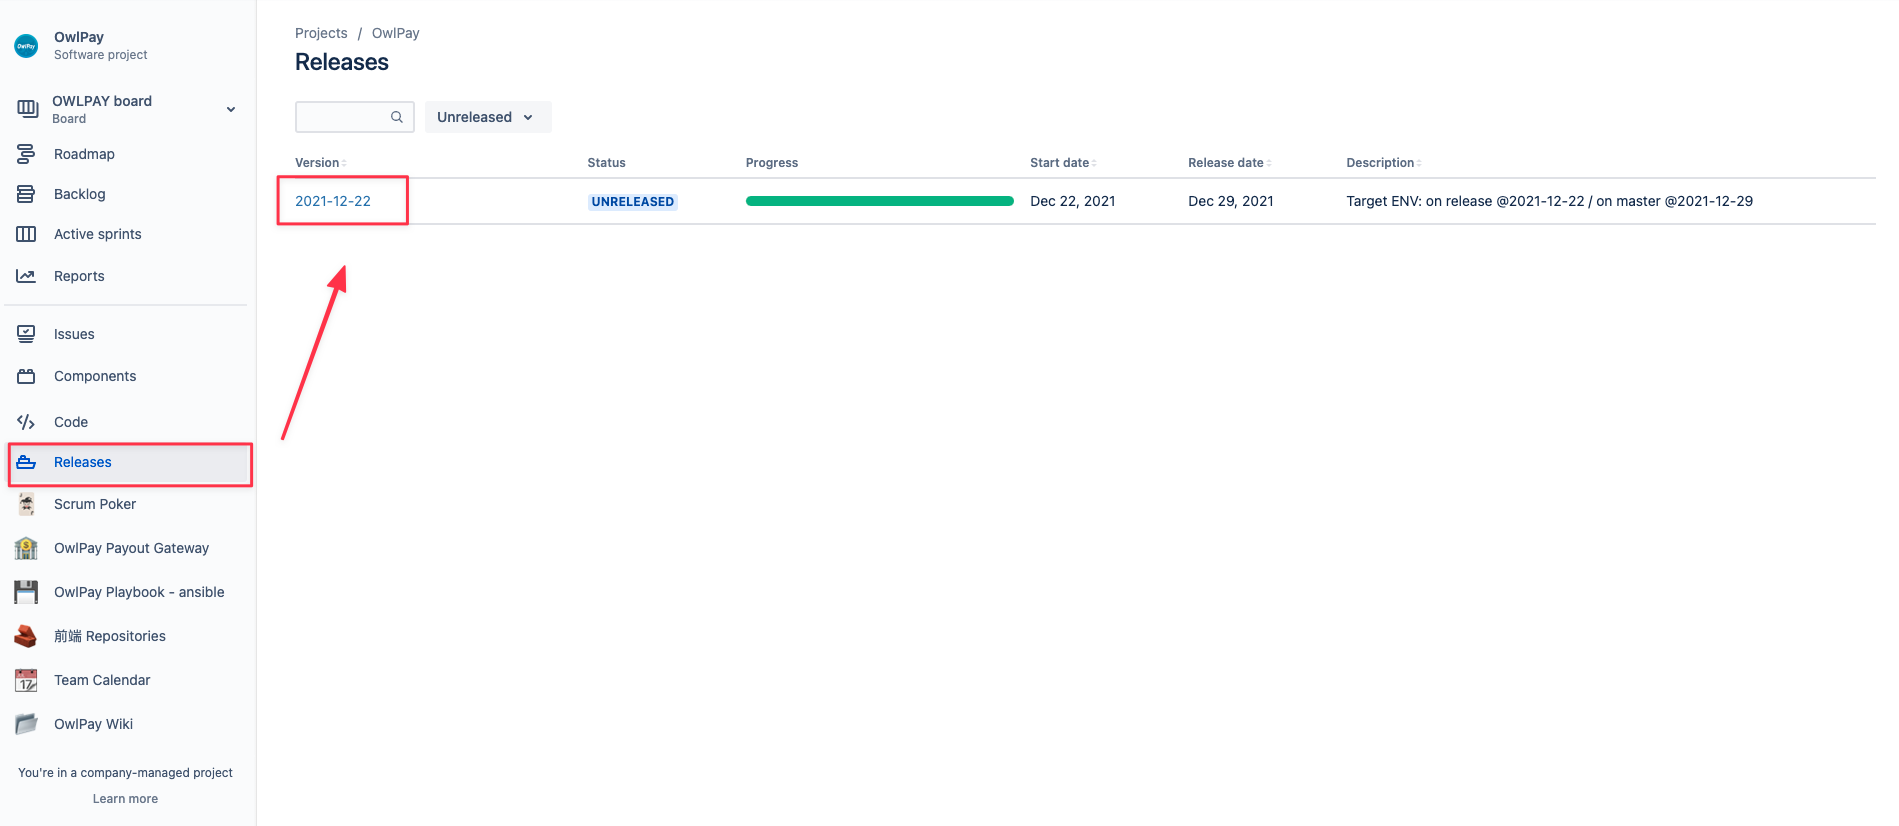 OwlPay
Software project
OWLPAY board
Board
Roadmap
Backlog
Active sprints
Reports
Issues
Components
Code
Releases
Scrum Poker
OwlPay Payout Gateway
OwlPay Playbook - ansible
前端 Repositories
17
Team Calendar
OwlPay Wiki
You're in a company-managed project
Learn more
Projects / OwlPay
Releases
Unreleased
Version Status Progress Start date Release date Description
2021-12-22 UNRELEASED Dec 22, 2021 Dec 29, 2021 Target ENV: on release @2021-12-22 / on master @2021-12-29